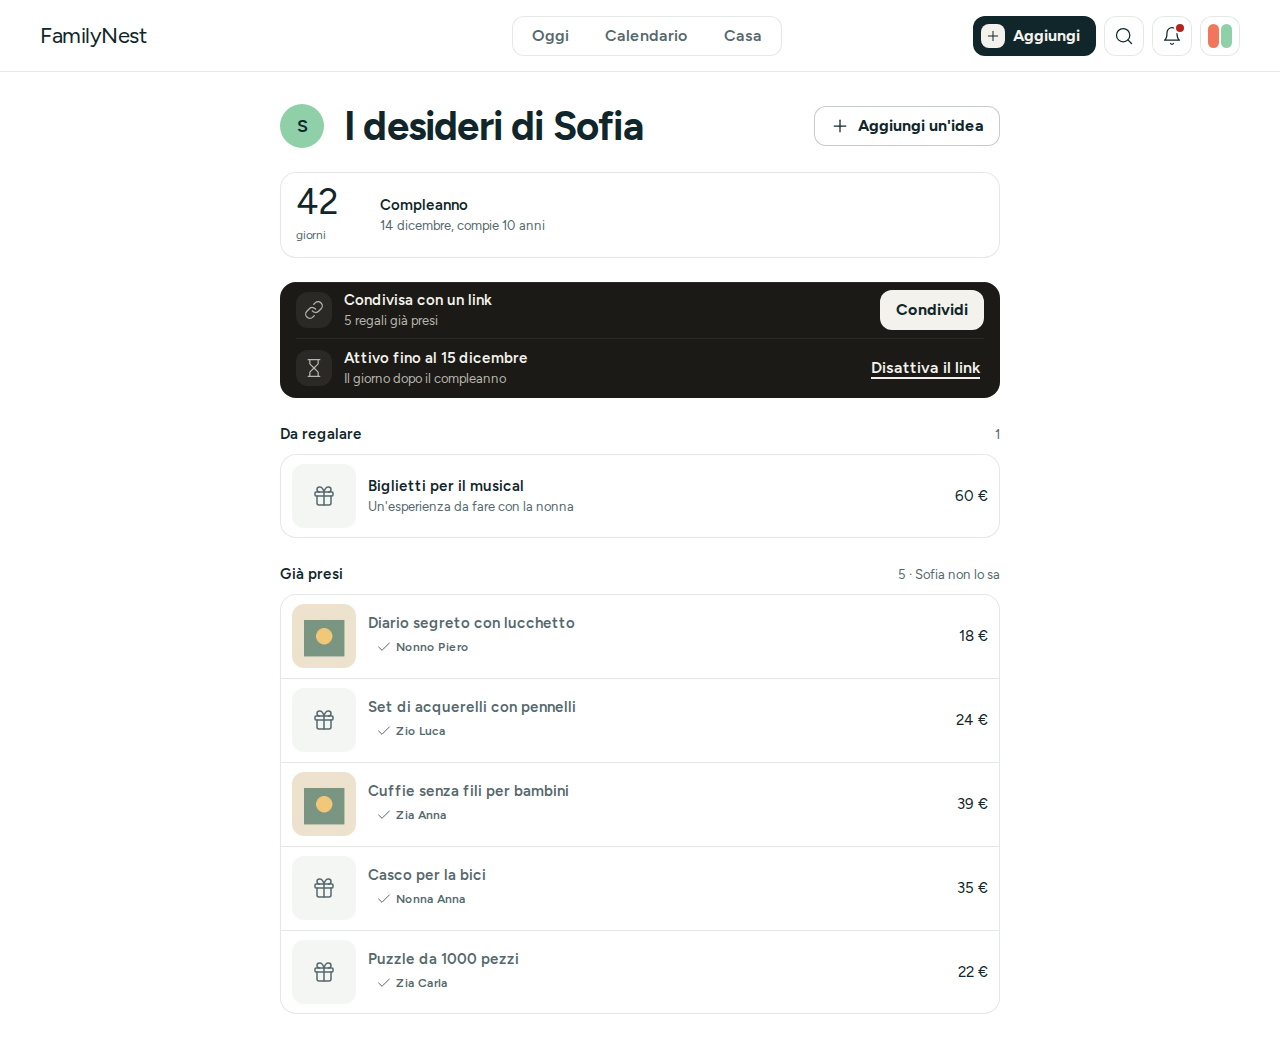 FamilyNest
Oggi
Calendario
Casa
Aggiungi
S
I desideri di Sofia
Aggiungi un'idea
42
giorni
Compleanno
14 dicembre, compie 10 anni
Condivisa con un link
5 regali già presi
Condividi
Attivo fino al 15 dicembre
Il giorno dopo il compleanno
Disattiva il link
Da regalare
1
Biglietti per il musical
Un'esperienza da fare con la nonna
60 €
Già presi
5 · Sofia non lo sa
Diario segreto con lucchetto
Nonno Piero
18 €
Set di acquerelli con pennelli
Zio Luca
24 €
Cuffie senza fili per bambini
Zia Anna
39 €
Casco per la bici
Nonna Anna
35 €
Puzzle da 1000 pezzi
Zia Carla
22 €